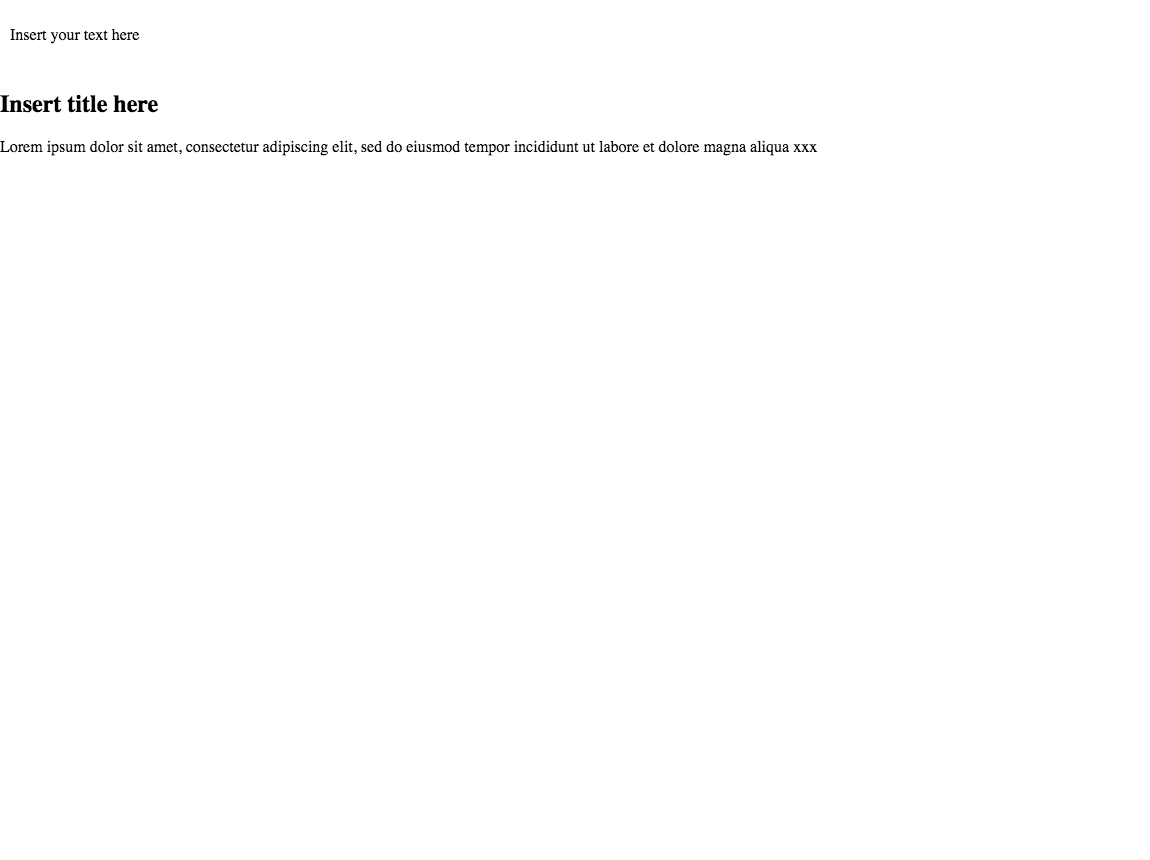 Insert your text here
Insert title here
Lorem ipsum dolor sit amet, consectetur adipiscing elit, sed do eiusmod tempor incididunt ut labore et dolore magna aliqua xxx